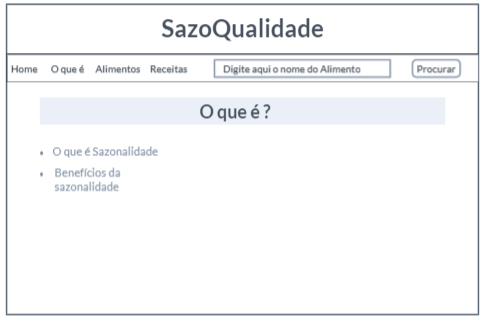 SazoQualidade
Home O que é Alimentos Receitas Digite aqui o nome do Alimento Procurar
O que é ?
O que é Sazonalidade
Benefícios da
sazonalidade